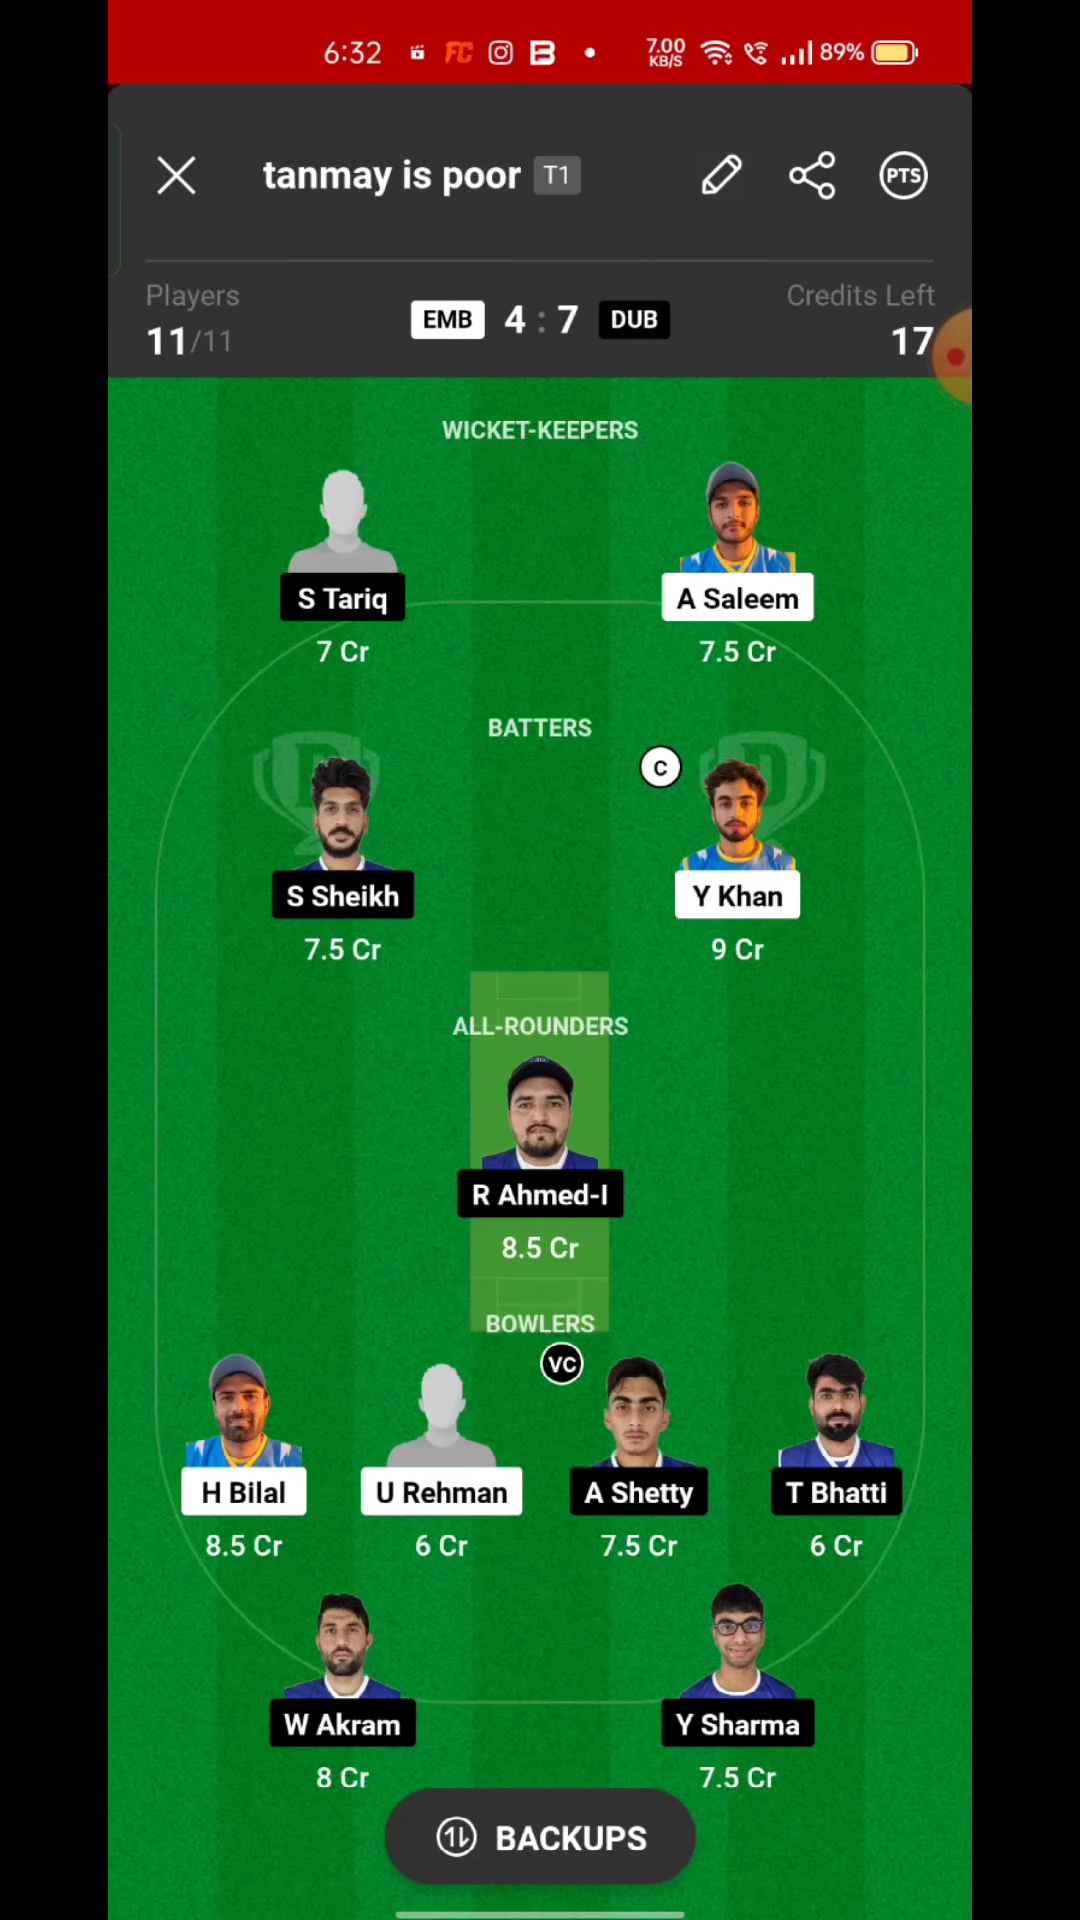 6:32 FC B 7.00 KB/S 89%
tanmay is poor T1 PTS
Players Credits Left
11/11 EMB 4 : 7 DUB 17
WICKET-KEEPERS
S Tariq A Saleem
7 Cr 7.5 Cr
BATTERS
D C D
S Sheikh Y Khan
7.5 Cr 9 Cr
ALL-ROUNDERS
R Ahmed-I
8.5 Cr
BOWLERS
VC
H Bilal U Rehman A Shetty T Bhatti
8.5 Cr 6 Cr 7.5 Cr 6 Cr
W Akram Y Sharma
8 Cr 7.5 Cr
BACKUPS